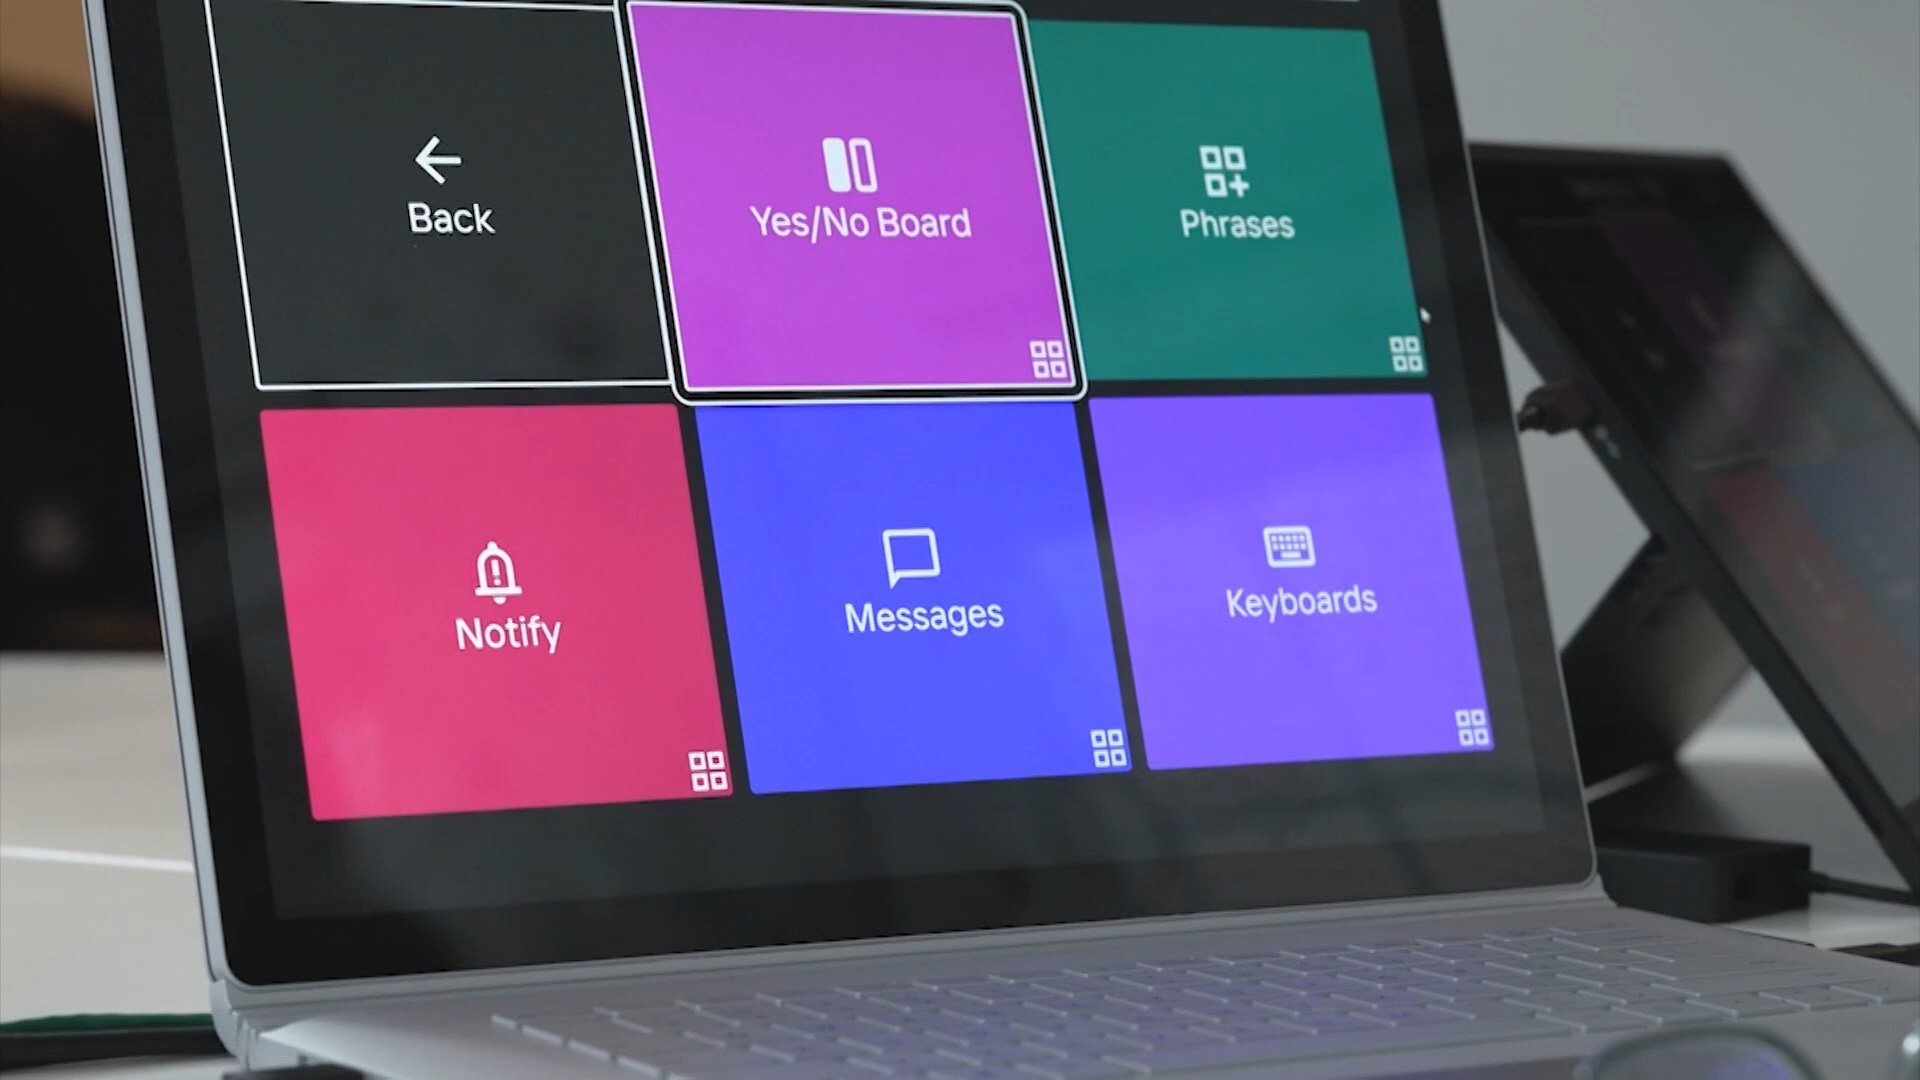 Back
Yes/No Board
Phrases
Notify
Messages
Keyboards